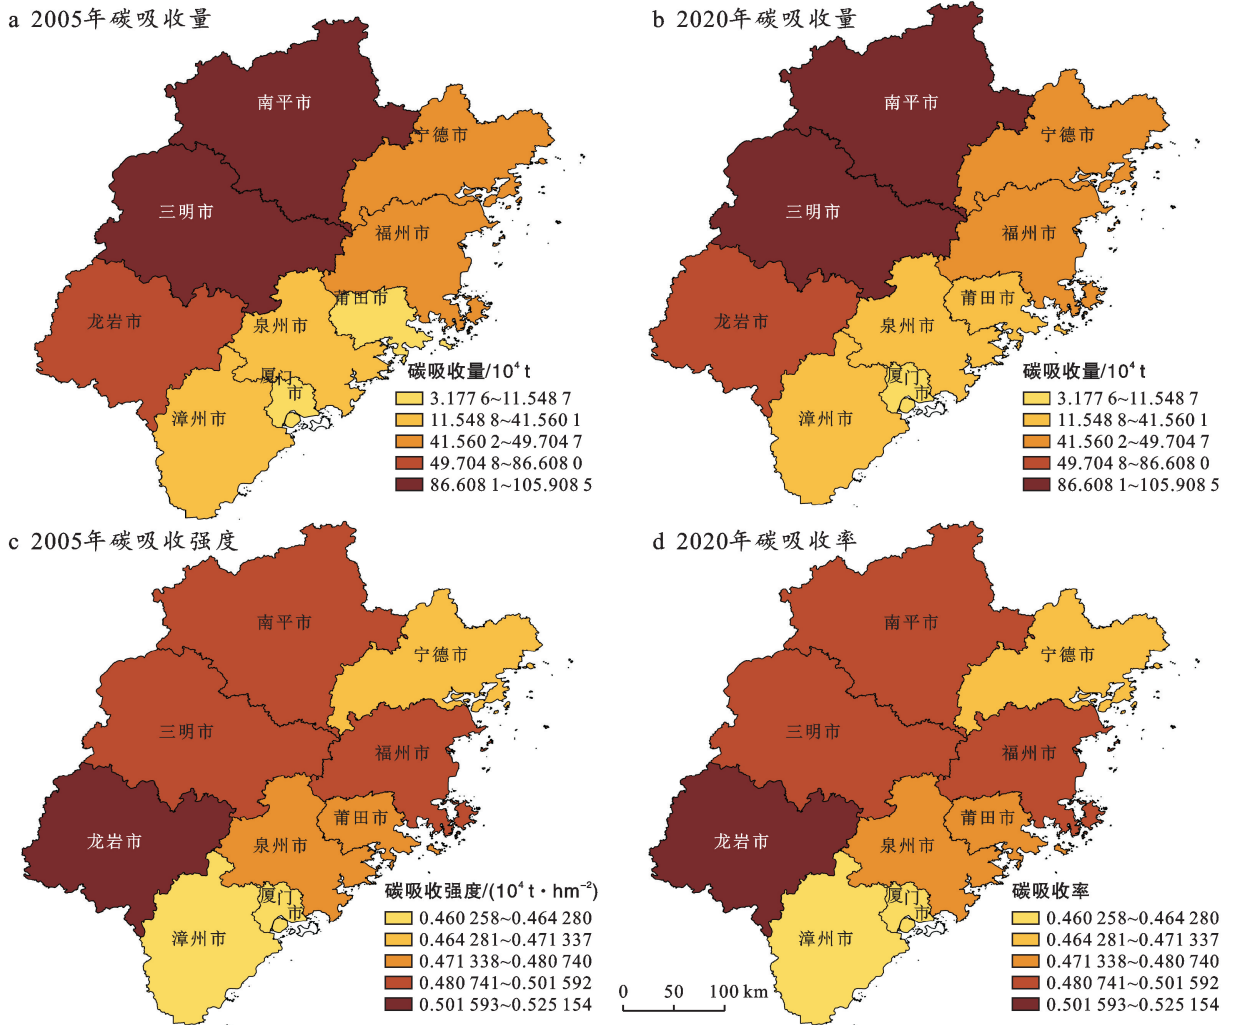 a 2005年碳吸收量
南平市
宁德市
三明市
福州市
龙岩市
泉州市
莆田市
厦门
市
漳州市
碳吸收量/10⁴ t
3.177 6~11.548 7
11.548 8~41.560 1
41.560 2~49.704 7
49.704 8~86.608 0
86.608 1~105.908 5
b 2020年碳吸收量
南平市
宁德市
三明市
福州市
龙岩市
泉州市
莆田市
厦门
市
漳州市
碳吸收量/10⁴ t
3.177 6~11.548 7
11.548 8~41.560 1
41.560 2~49.704 7
49.704 8~86.608 0
86.608 1~105.908 5
c 2005年碳吸收强度
南平市
宁德市
三明市
福州市
龙岩市
泉州市
莆田市
厦门
市
漳州市
碳吸收强度/(10⁴ t·hm⁻²)
0.460 258~0.464 280
0.464 281~0.471 337
0.471 338~0.480 740
0.480 741~0.501 592
0.501 593~0.525 154
d 2020年碳吸收率
南平市
宁德市
三明市
福州市
龙岩市
泉州市
莆田市
厦门
市
漳州市
碳吸收率
0.460 258~0.464 280
0.464 281~0.471 337
0.471 338~0.480 740
0.480 741~0.501 592
0.501 593~0.525 154
0 50 100 km